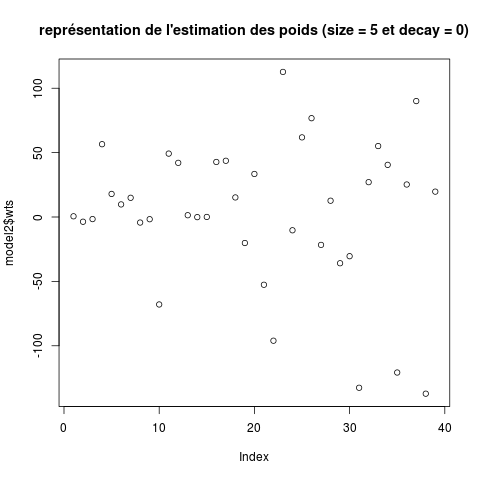 représentation de l'estimation des poids (size = 5 et decay = 0)
100
50
0
-50
-100
model2$wts
0 10 20 30 40
Index